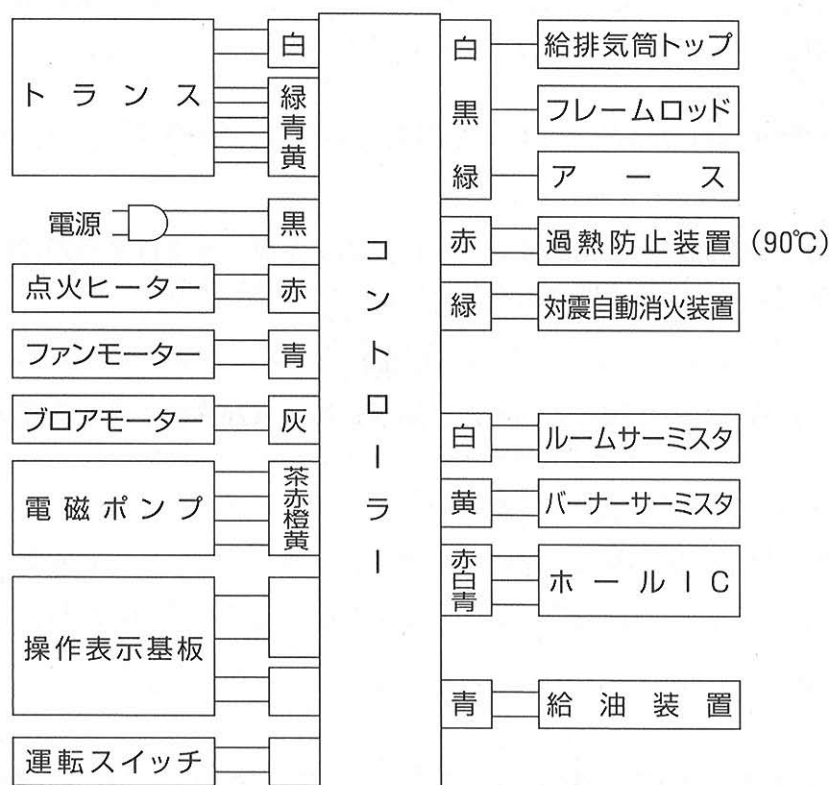 トランス
白
緑
青
黄
電源
黒
点火ヒーター
赤
ファンモーター
青
ブロアモーター
灰
電磁ポンプ
茶
赤
橙
黄
操作表示基板
運転スイッチ
コントローラー
白
給排気筒トップ
黒
フレームロッド
緑
アース
赤
過熱防止装置 (90℃)
緑
対震自動消火装置
白
ルームサーミスタ
黄
バーナーサーミスタ
赤
白
青
ホールIC
青
給油装置